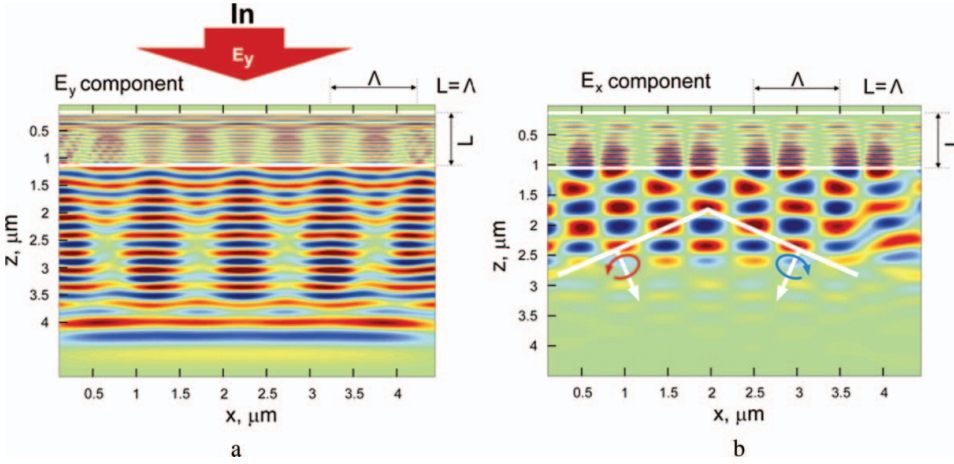 In
E_y
E_y component
Λ
L=Λ
L
0.5
1
1.5
2
2.5
3
3.5
4
z, μm
0.5 1 1.5 2 2.5 3 3.5 4
x, μm
a
E_x component
Λ
L=Λ
L
0.5
1
1.5
2
2.5
3
3.5
4
z, μm
0.5 1 1.5 2 2.5 3 3.5 4
x, μm
b